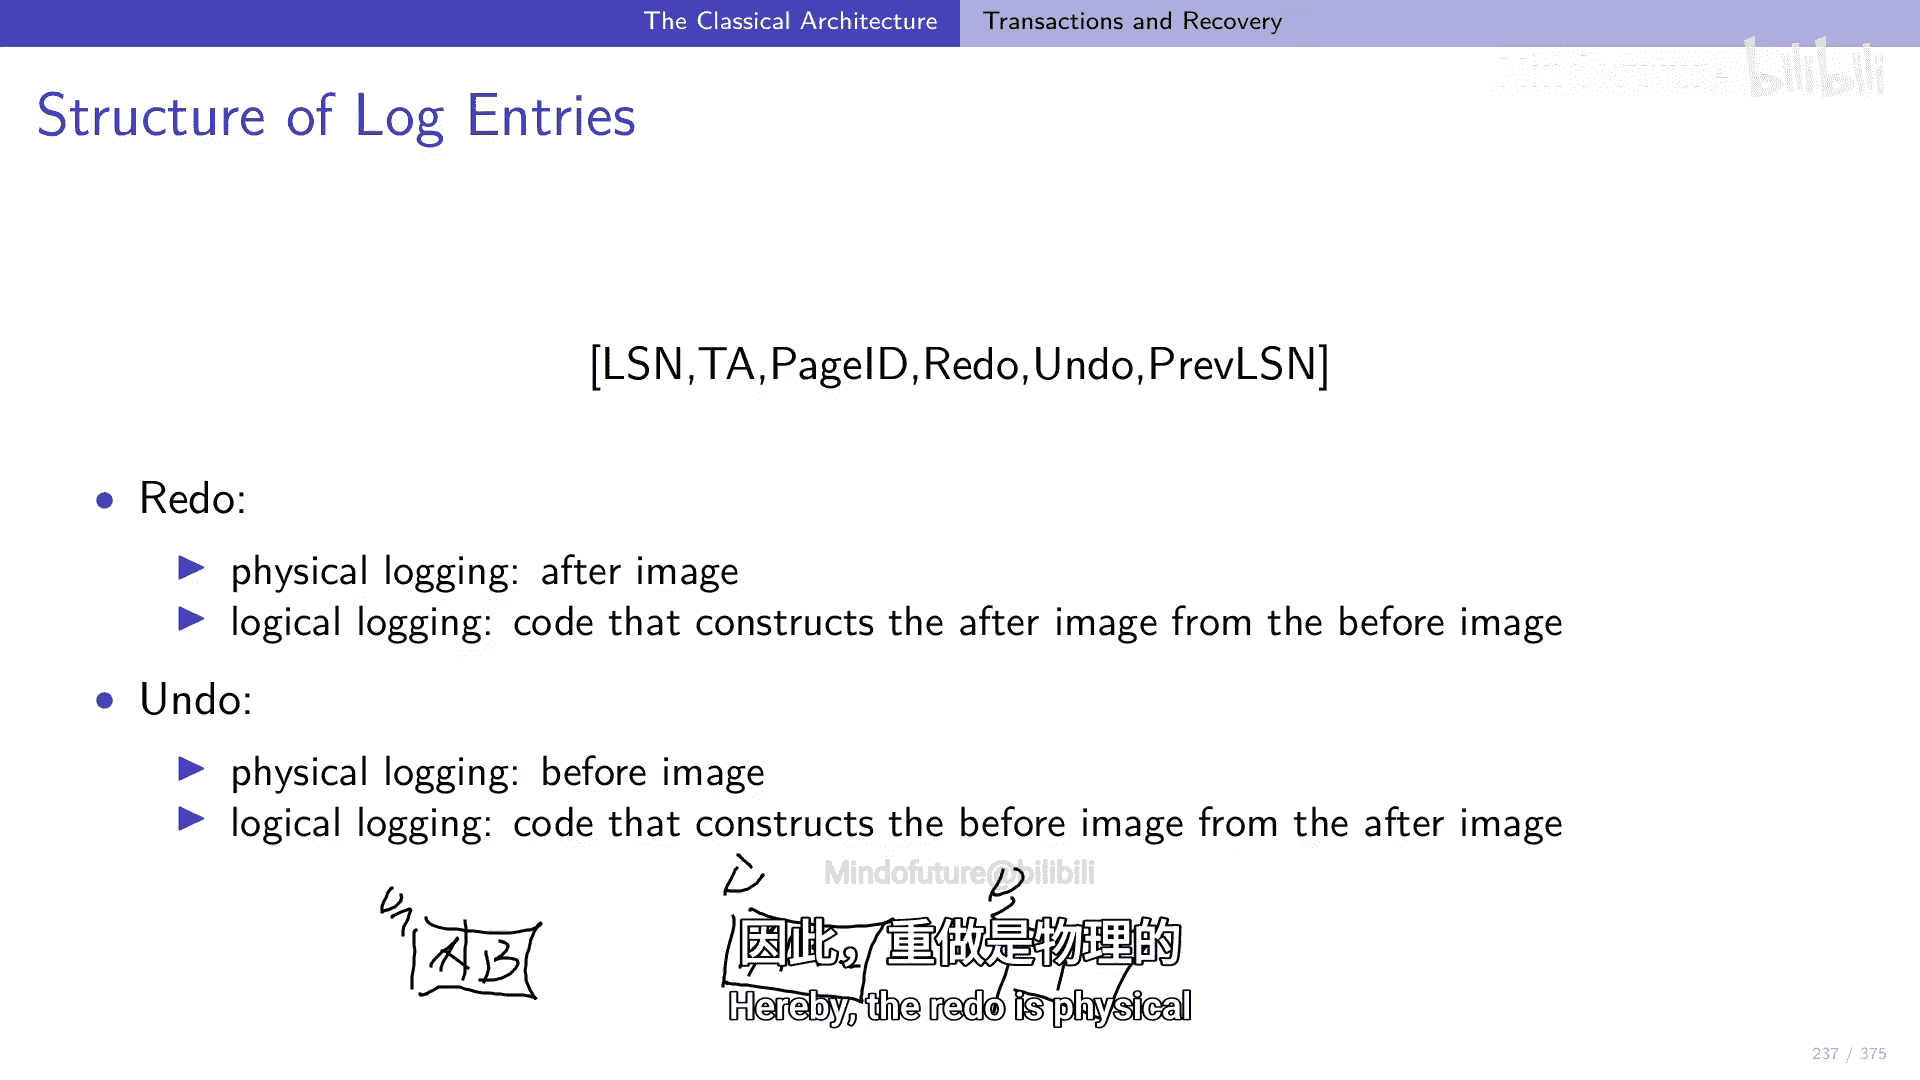 The Classical Architecture Transactions and Recovery
bilibili
Structure of Log Entries
[LSN,TA,PageID,Redo,Undo,PrevLSN]
• Redo:
▶ physical logging: after image
▶ logical logging: code that constructs the after image from the before image
• Undo:
▶ physical logging: before image
▶ logical logging: code that constructs the before image from the after image
Mindofuture@bilibili
A B
因此，重做是物理的
Hereby, the redo is physical
237 / 375